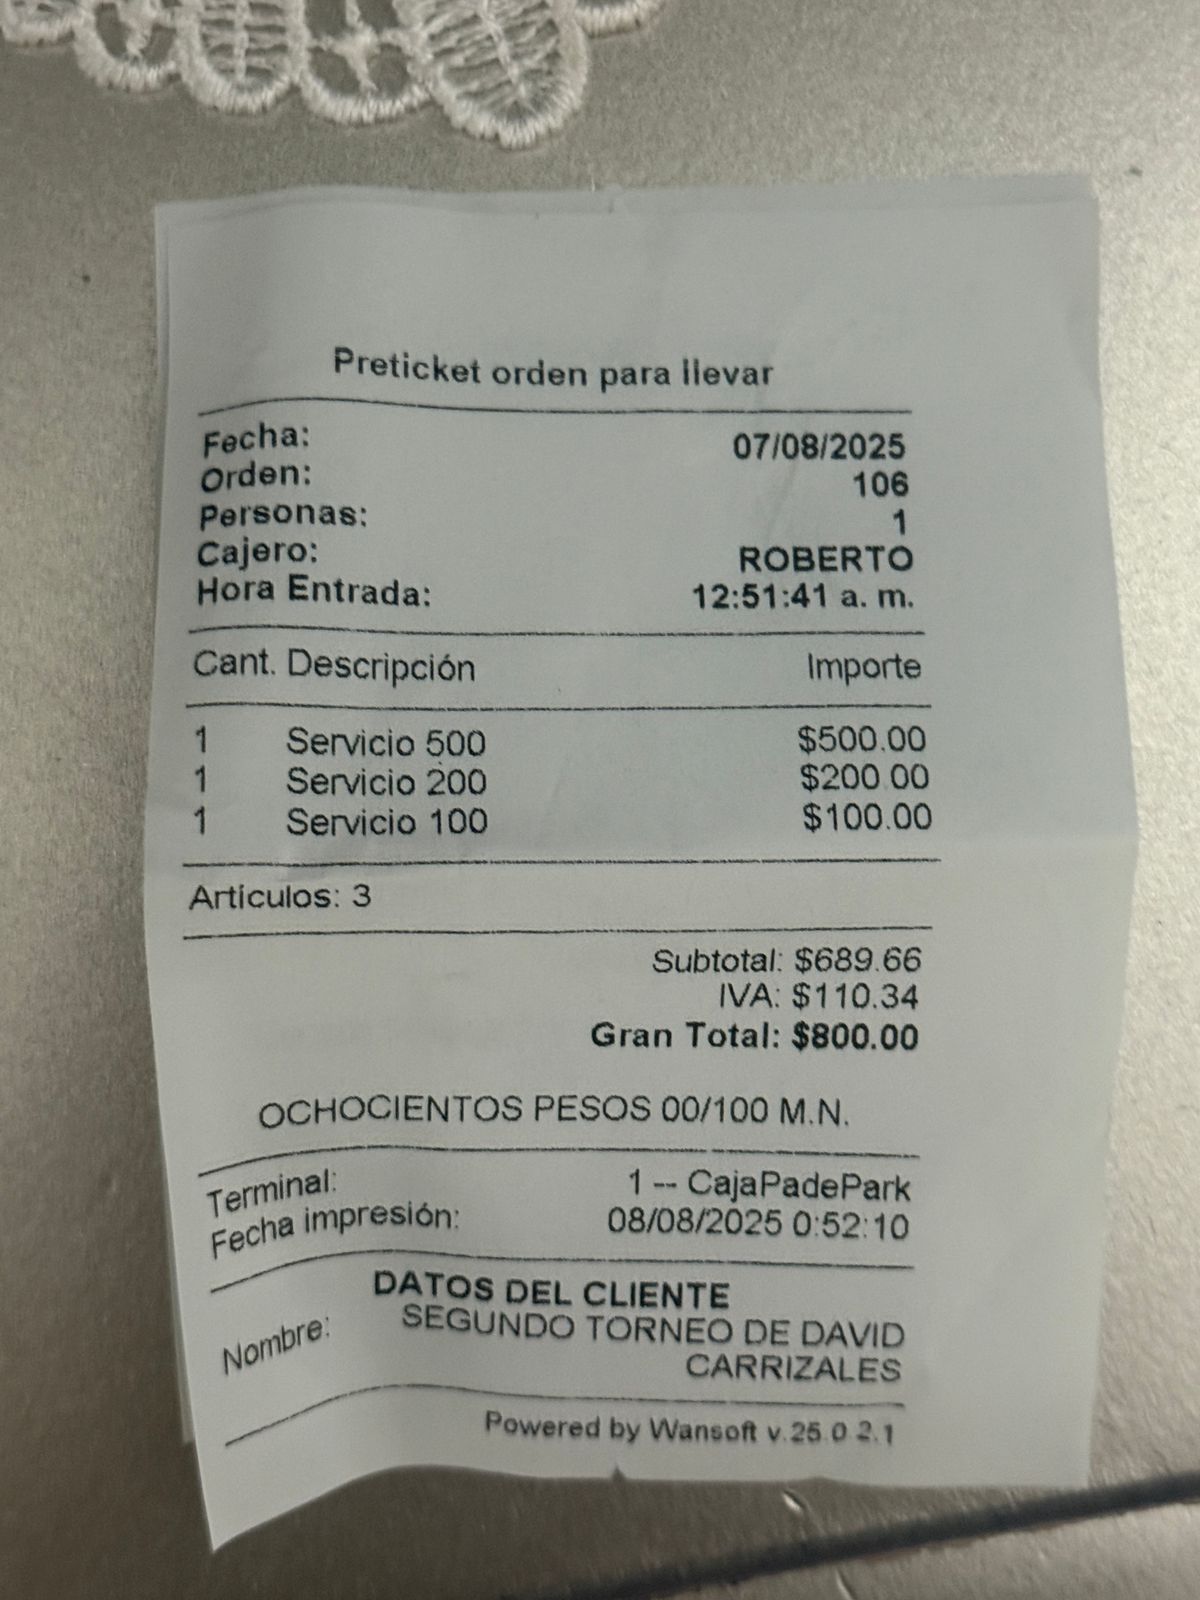 Preticket orden para llevar
Fecha: 07/08/2025
Orden: 106
Personas: 1
Cajero: ROBERTO
Hora Entrada: 12:51:41 a. m.
Cant. Descripción Importe
1 Servicio 500 $500.00
1 Servicio 200 $200.00
1 Servicio 100 $100.00
Artículos: 3
Subtotal: $689.66
IVA: $110.34
Gran Total: $800.00
OCHOCIENTOS PESOS 00/100 M.N.
Terminal: 1 -- CajaPadePark
Fecha impresión: 08/08/2025 0:52:10
DATOS DEL CLIENTE
Nombre: SEGUNDO TORNEO DE DAVID
CARRIZALES
Powered by Wansoft v.25.0.2.1